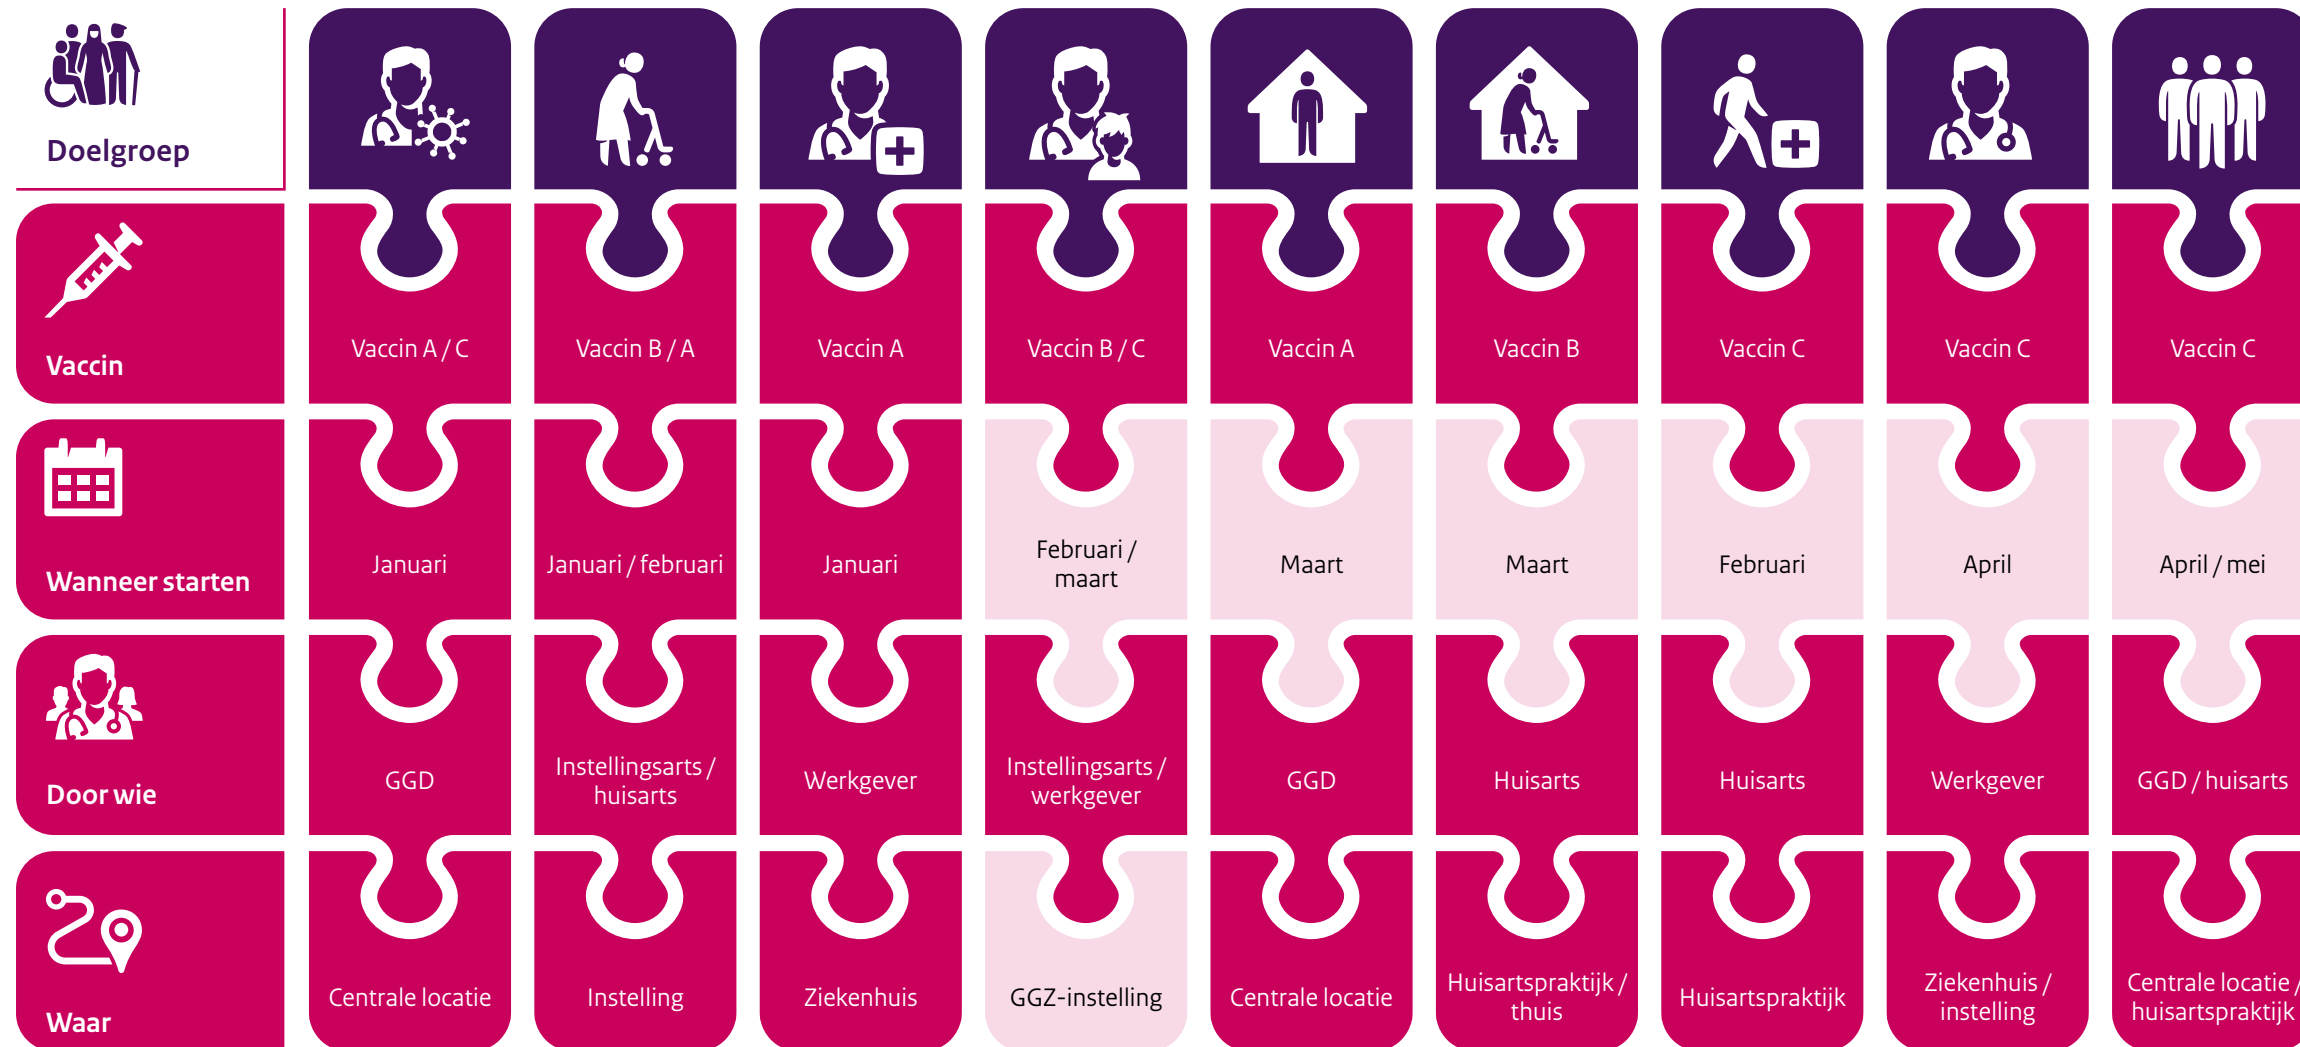 Doelgroep
Vaccin
Vaccin A / C
Vaccin B / A
Vaccin A
Vaccin B / C
Vaccin A
Vaccin B
Vaccin C
Vaccin C
Vaccin C
Wanneer starten
Januari
Januari / februari
Januari
Februari /
maart
Maart
Maart
Februari
April
April / mei
Door wie
GGD
Instellingsarts /
huisarts
Werkgever
Instellingsarts /
werkgever
GGD
Huisarts
Huisarts
Werkgever
GGD / huisarts
Waar
Centrale locatie
Instelling
Ziekenhuis
GGZ-instelling
Centrale locatie
Huisartspraktijk /
thuis
Huisartspraktijk
Ziekenhuis /
instelling
Centrale locatie /
huisartspraktijk